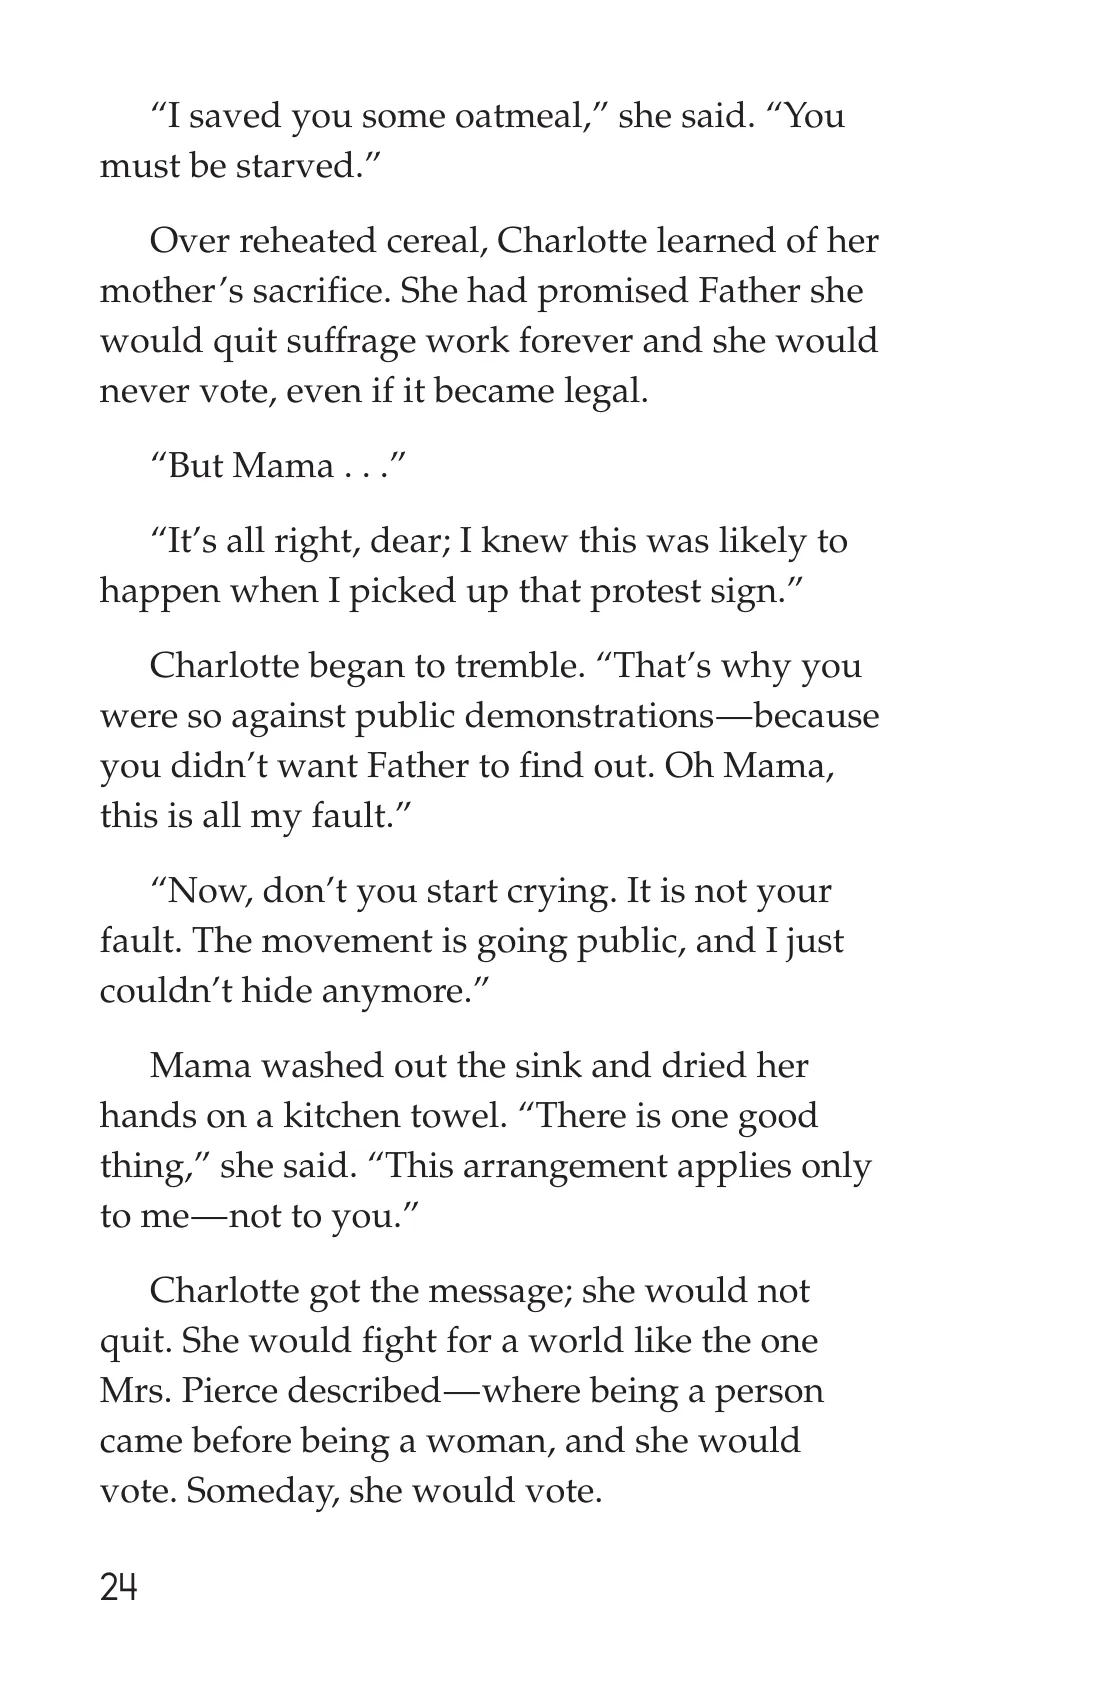 “I saved you some oatmeal,” she said. “You
must be starved.”
Over reheated cereal, Charlotte learned of her
mother’s sacrifice. She had promised Father she
would quit suffrage work forever and she would
never vote, even if it became legal.
“But Mama . . .”
“It’s all right, dear; I knew this was likely to
happen when I picked up that protest sign.”
Charlotte began to tremble. “That’s why you
were so against public demonstrations—because
you didn’t want Father to find out. Oh Mama,
this is all my fault.”
“Now, don’t you start crying. It is not your
fault. The movement is going public, and I just
couldn’t hide anymore.”
Mama washed out the sink and dried her
hands on a kitchen towel. “There is one good
thing,” she said. “This arrangement applies only
to me—not to you.”
Charlotte got the message; she would not
quit. She would fight for a world like the one
Mrs. Pierce described—where being a person
came before being a woman, and she would
vote. Someday, she would vote.
24